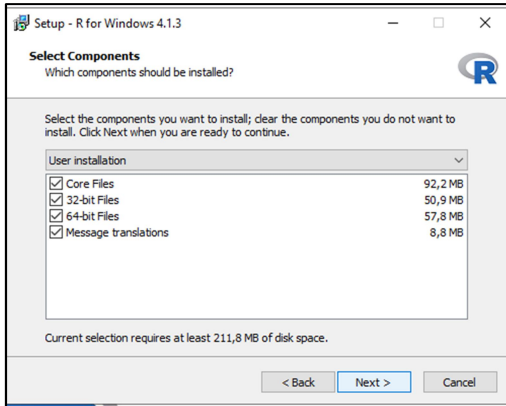 Setup - R for Windows 4.1.3
Select Components
Which components should be installed?
R
Select the components you want to install; clear the components you do not want to
install. Click Next when you are ready to continue.
User installation
Core Files 92,2 MB
32-bit Files 50,9 MB
64-bit Files 57,8 MB
Message translations 8,8 MB
Current selection requires at least 211,8 MB of disk space.
< Back Next > Cancel